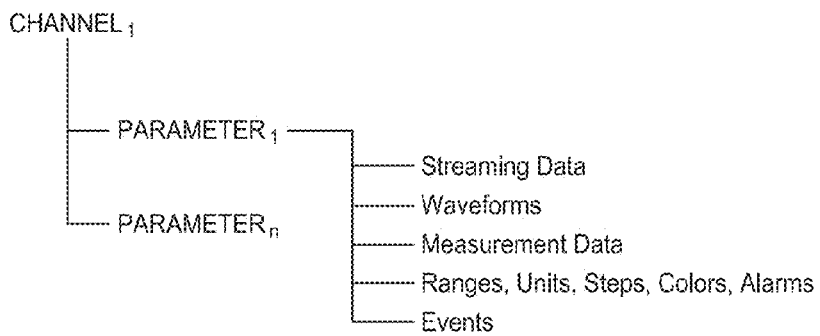 CHANNEL₁
PARAMETER₁
Streaming Data
Waveforms
PARAMETERₙ
Measurement Data
Ranges, Units, Steps, Colors, Alarms
Events